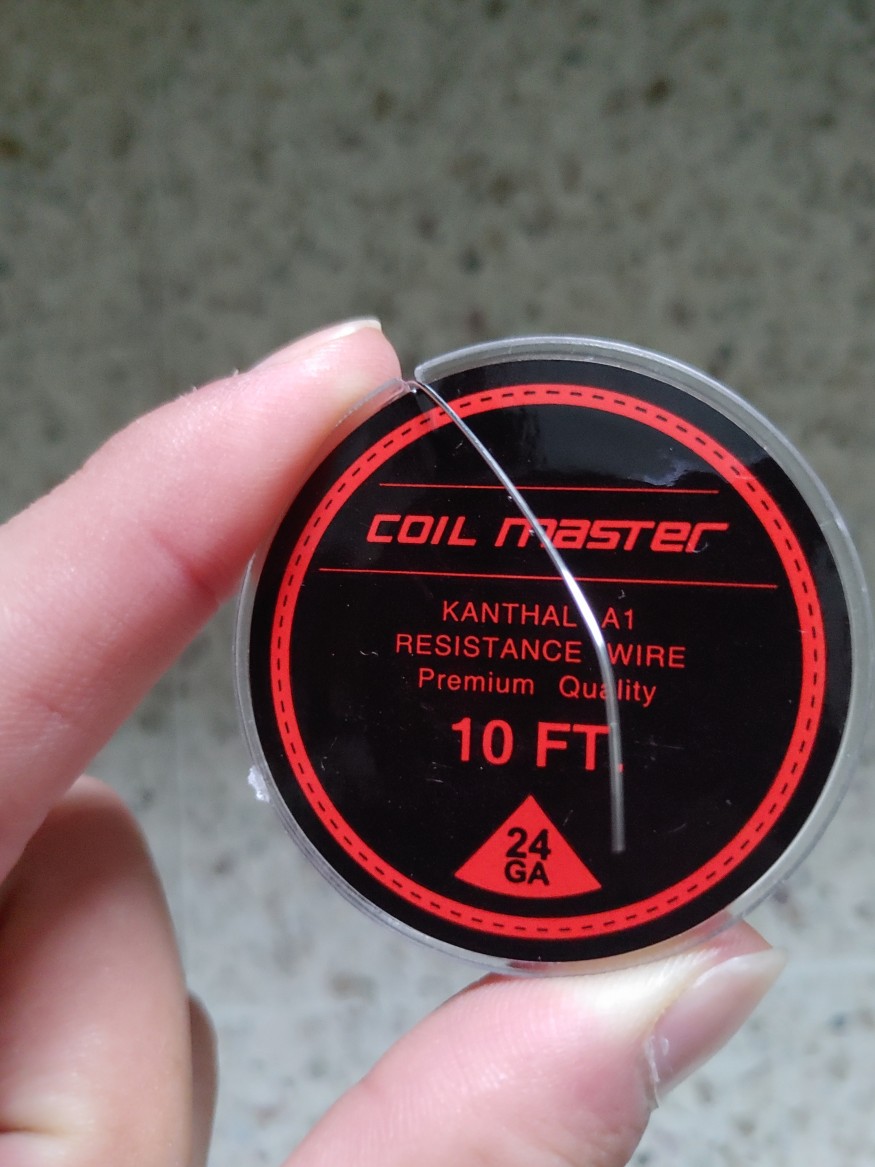 COIL master
KANTHAL A1
RESISTANCE WIRE
Premium Quality
10 FT.
24
GA